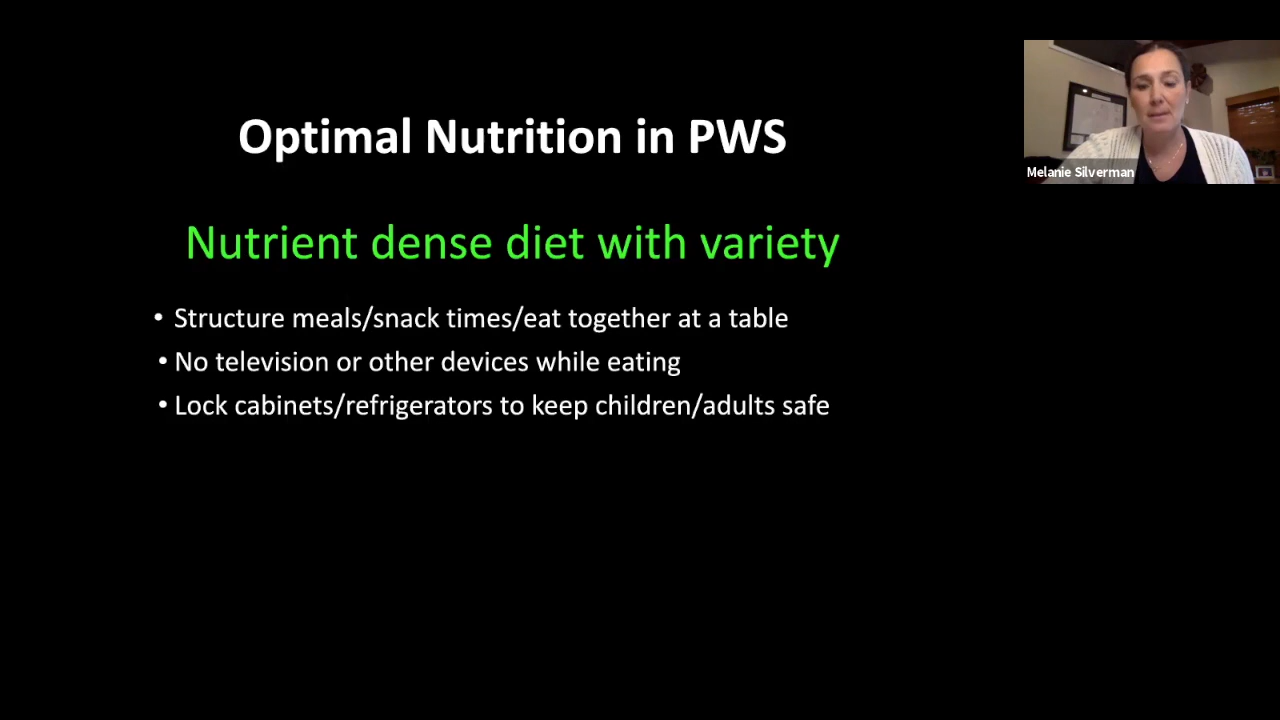 Optimal Nutrition in PWS
Nutrient dense diet with variety
• Structure meals/snack times/eat together at a table
• No television or other devices while eating
• Lock cabinets/refrigerators to keep children/adults safe
Melanie Silverman